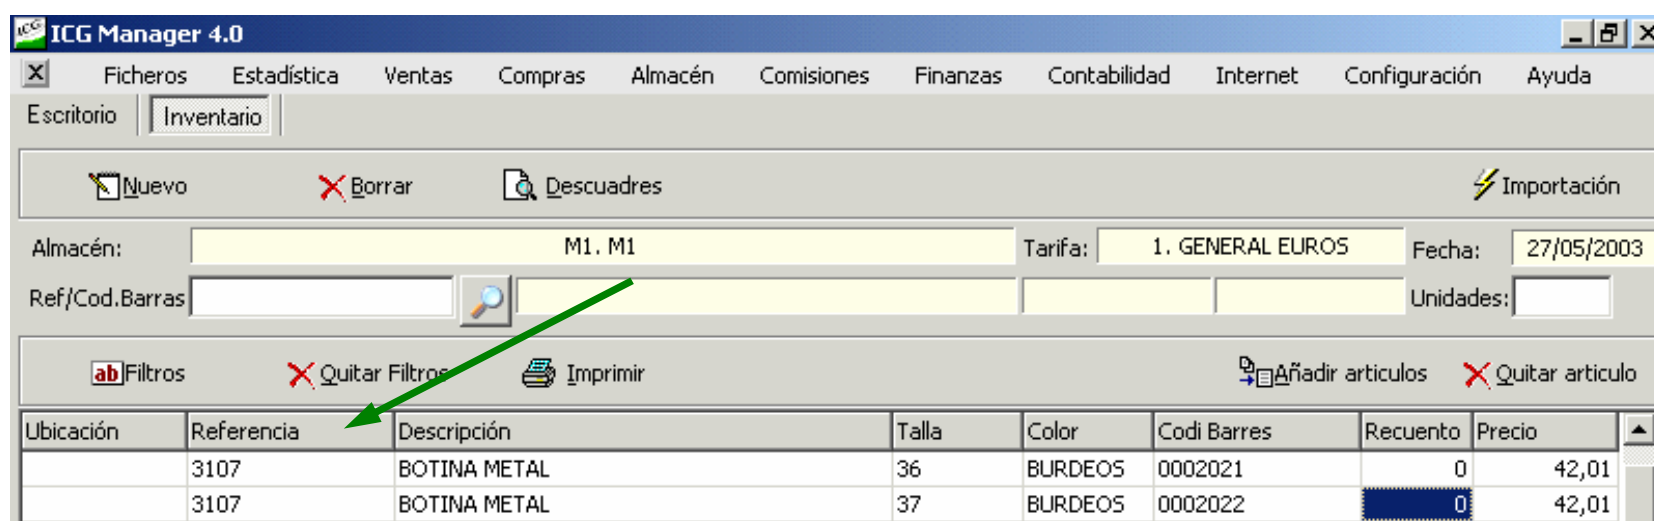 ICG ICG Manager 4.0
X Ficheros Estadística Ventas Compras Almacén Comisiones Finanzas Contabilidad Internet Configuración Ayuda
Escritorio Inventario
Nuevo Borrar Descuadres Importación
Almacén: M1. M1 Tarifa: 1. GENERAL EUROS Fecha: 27/05/2003
Ref/Cod.Barras Unidades:
ab Filtros Quitar Filtros Imprimir Añadir articulos Quitar articulo
Ubicación Referencia Descripción Talla Color Codi Barres Recuento Precio
3107 BOTINA METAL 36 BURDEOS 0002021 0 42,01
3107 BOTINA METAL 37 BURDEOS 0002022 0 42,01